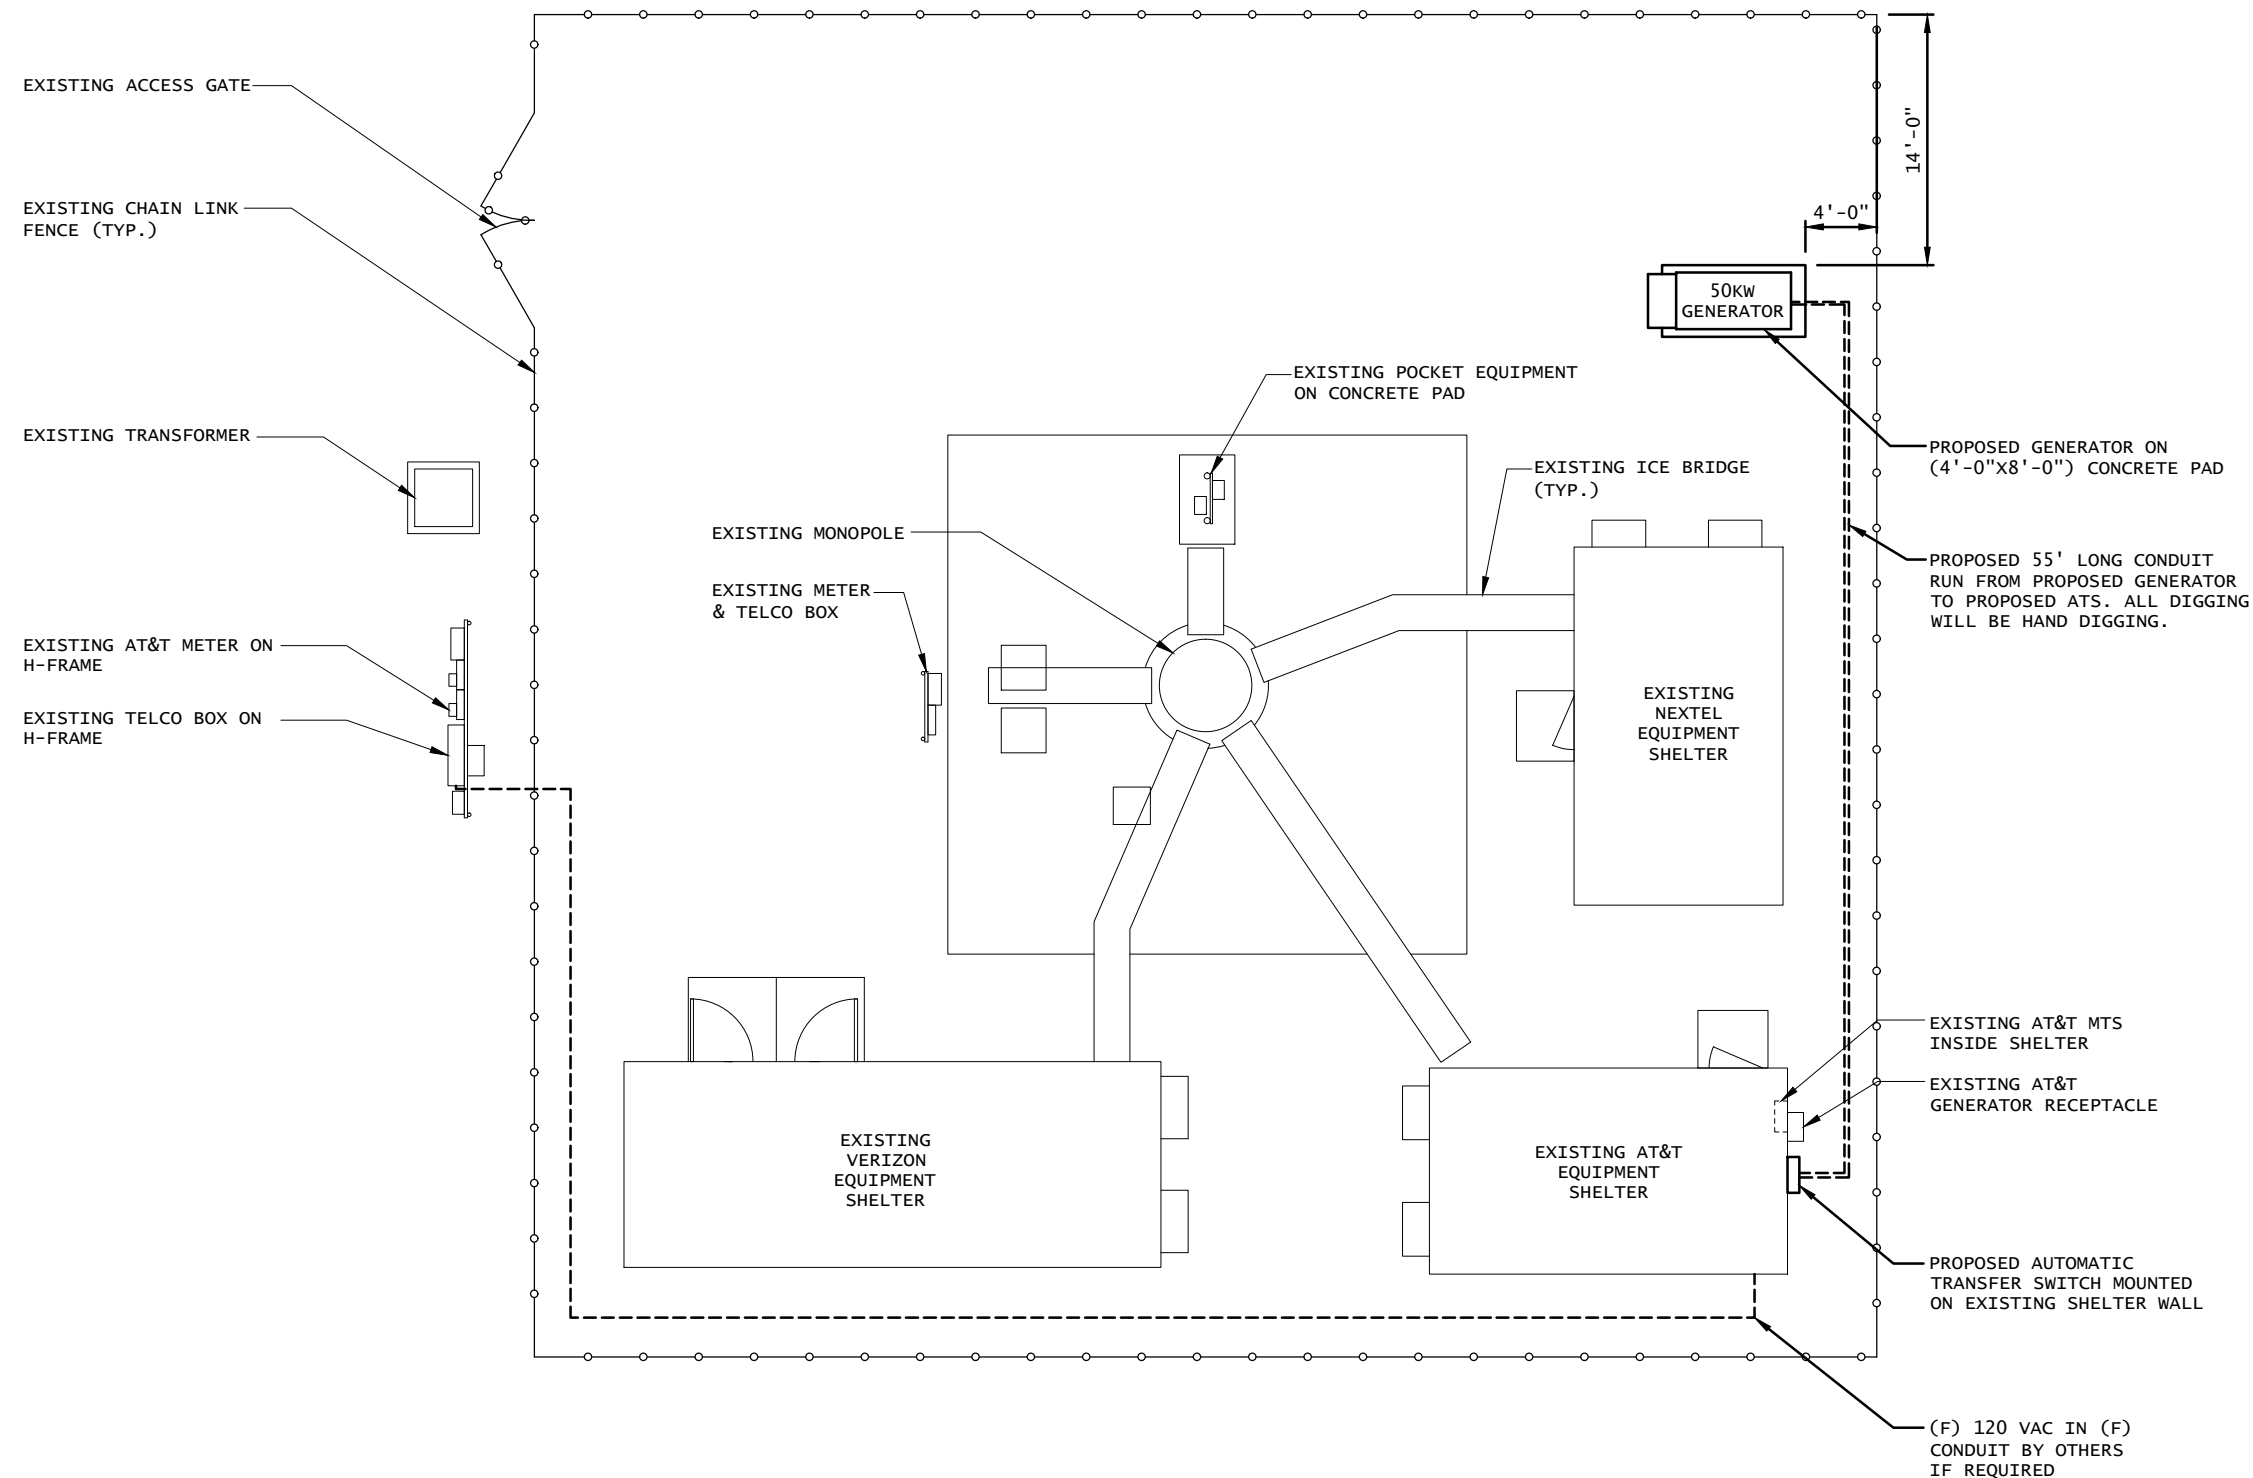 EXISTING ACCESS GATE
EXISTING CHAIN LINK
FENCE (TYP.)
EXISTING TRANSFORMER
EXISTING AT&T METER ON
H-FRAME
EXISTING TELCO BOX ON
H-FRAME
EXISTING POCKET EQUIPMENT
ON CONCRETE PAD
EXISTING ICE BRIDGE
(TYP.)
EXISTING MONOPOLE
EXISTING METER
& TELCO BOX
EXISTING
NEXTEL
EQUIPMENT
SHELTER
EXISTING
VERIZON
EQUIPMENT
SHELTER
EXISTING AT&T
EQUIPMENT
SHELTER
14'-0"
4'-0"
50KW
GENERATOR
PROPOSED GENERATOR ON
(4'-0"X8'-0") CONCRETE PAD
PROPOSED 55' LONG CONDUIT
RUN FROM PROPOSED GENERATOR
TO PROPOSED ATS. ALL DIGGING
WILL BE HAND DIGGING.
EXISTING AT&T MTS
INSIDE SHELTER
EXISTING AT&T
GENERATOR RECEPTACLE
PROPOSED AUTOMATIC
TRANSFER SWITCH MOUNTED
ON EXISTING SHELTER WALL
(F) 120 VAC IN (F)
CONDUIT BY OTHERS
IF REQUIRED